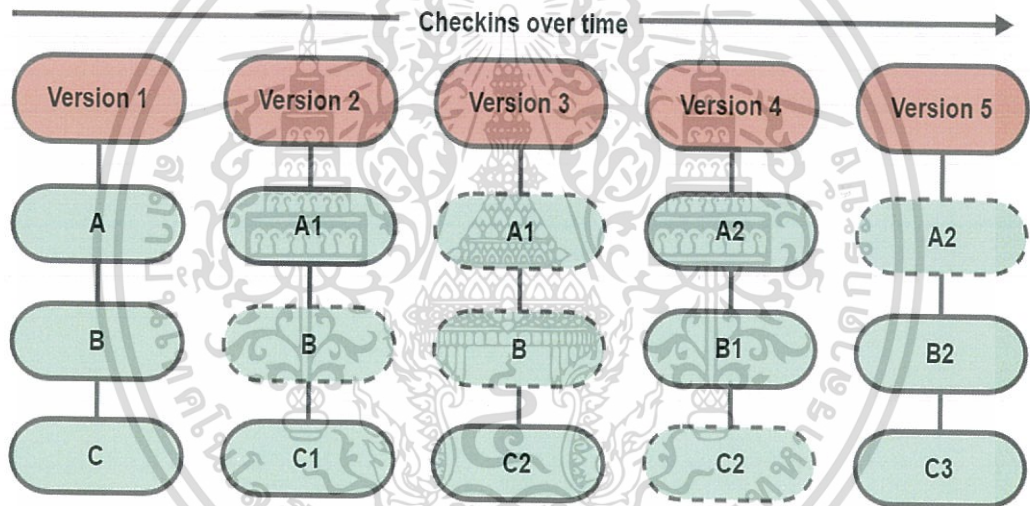 Checkins over time
Version 1 Version 2 Version 3 Version 4 Version 5
A A1 A1 A2 A2
B B B B1 B2
C C1 C2 C2 C3